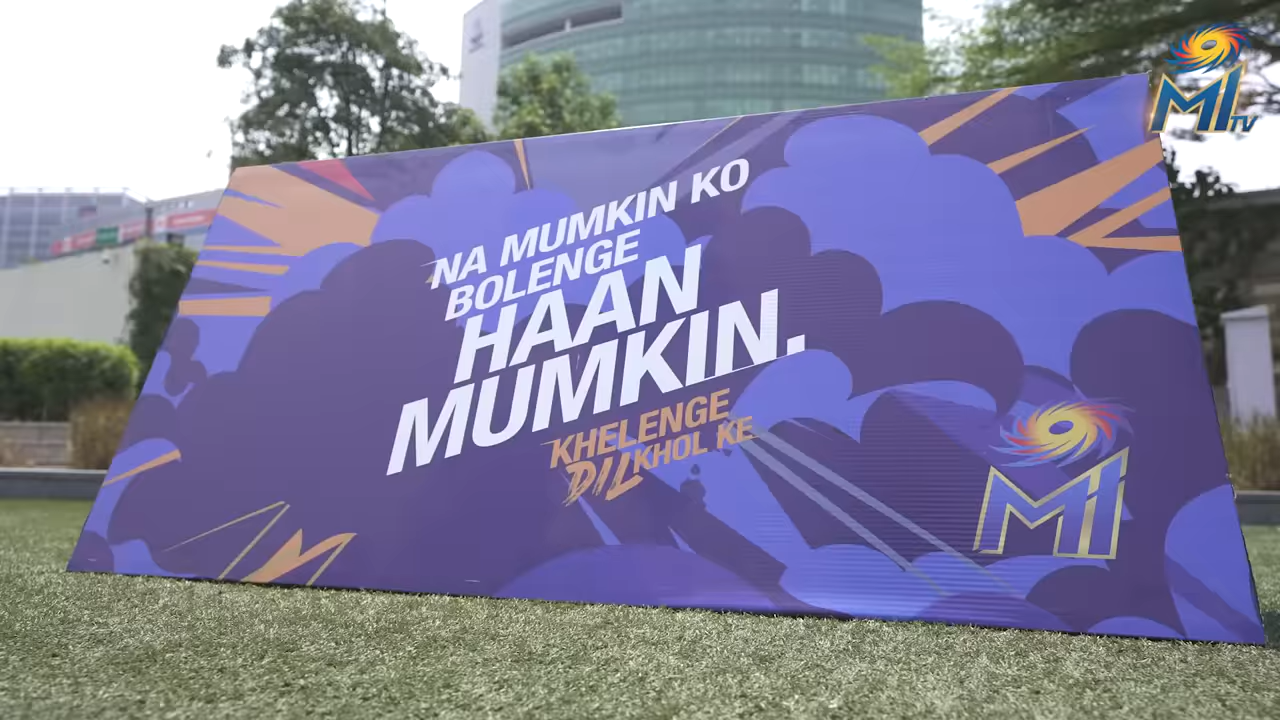 NA MUMKIN KO
BOLENGE
HAAN
MUMKIN.
KHELENGE
DIL KHOL KE
MI
MI
TV